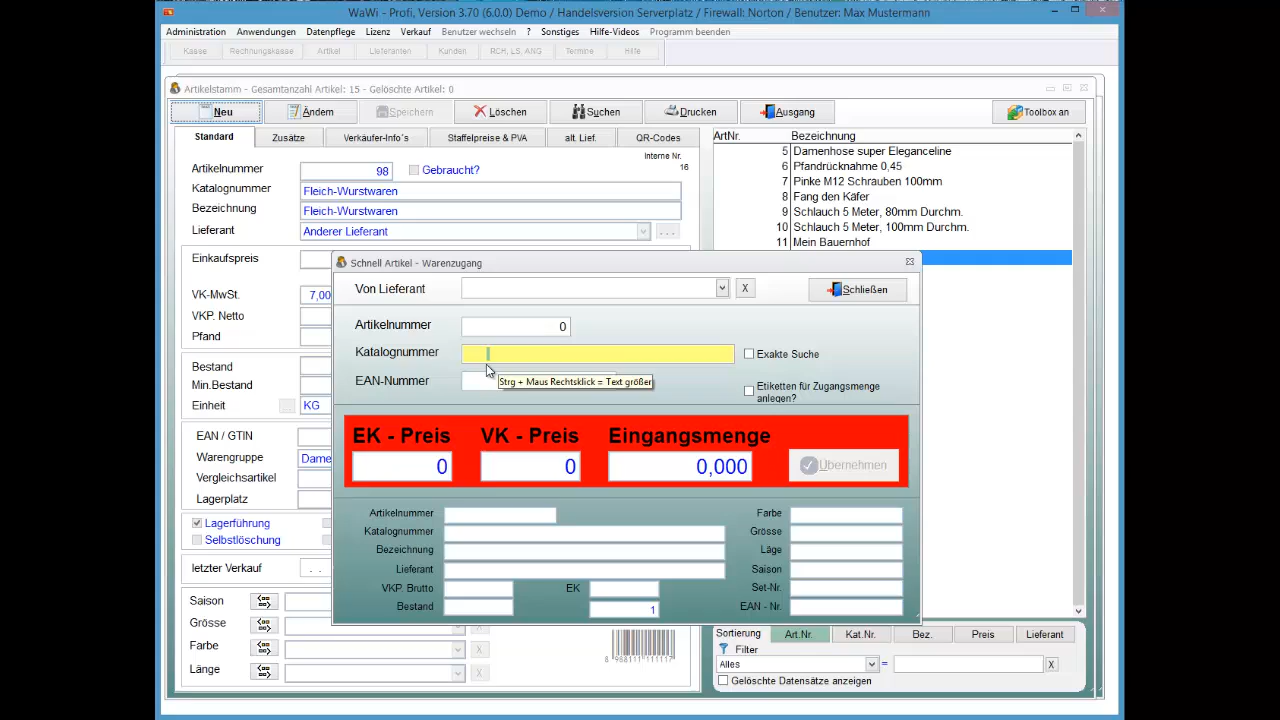 WaWi - Profi, Version 3.70 (6.0.0) Demo / Handelsversion Serverplatz / Firewall: Norton / Benutzer: Max Mustermann
Administration Anwendungen Datenpflege Lizenz Verkauf Benutzer wechseln ? Sonstiges Hilfe-Videos Programm beenden
Kasse Rechnungskasse Artikel Lieferanten Kunden RCH, LS, ANG Termine Hilfe
Artikelstamm - Gesamtanzahl Artikel: 15 - Gelöschte Artikel: 0
Neu Ändern Speichern Löschen Suchen Drucken Ausgang Toolbox an
Standard Zusätze Verkäufer-Info´s Staffelpreise & PVA alt. Lief. QR-Codes
Interne Nr.
16
Artikelnummer 98 Gebraucht?
Katalognummer Fleich-Wurstwaren
Bezeichnung Fleich-Wurstwaren
Lieferant Anderer Lieferant ...
Einkaufspreis
VK-MwSt. 7,00
VKP. Netto
Pfand
Bestand
Min.Bestand
Einheit KG
EAN / GTIN
Warengruppe Dame
Vergleichsartikel
Lagerplatz
Lagerführung
Selbstlöschung
letzter Verkauf . .
Saison
Grösse
Farbe X
Länge X
8 988111 111117
ArtNr. Bezeichnung
5 Damenhose super Eleganceline
6 Pfandrücknahme 0,45
7 Pinke M12 Schrauben 100mm
8 Fang den Käfer
9 Schlauch 5 Meter, 80mm Durchm.
10 Schlauch 5 Meter, 100mm Durchm.
11 Mein Bauernhof
Schnell Artikel - Warenzugang
Von Lieferant X Schließen
Artikelnummer 0
Katalognummer Exakte Suche
EAN-Nummer Strg + Maus Rechtsklick = Text größer
Etiketten für Zugangsmenge
anlegen?
EK - Preis VK - Preis Eingangsmenge
0 0 0,000 Übernehmen
Artikelnummer Farbe
Katalognummer Grösse
Bezeichnung Läge
Lieferant Saison
VKP. Brutto EK Set-Nr.
Bestand 1 EAN - Nr.
Sortierung Art.Nr. Kat.Nr. Bez. Preis Lieferant
Filter
Alles = X
Gelöschte Datensätze anzeigen